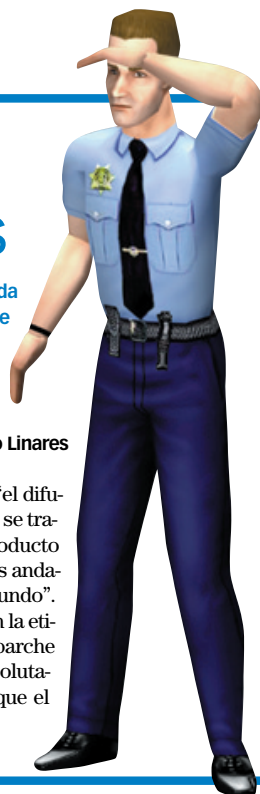 s
da
e
o Linares
“el difu-
se tra-
oducto
s anda-
undo”.
n la eti-
parche
oluta-
que el